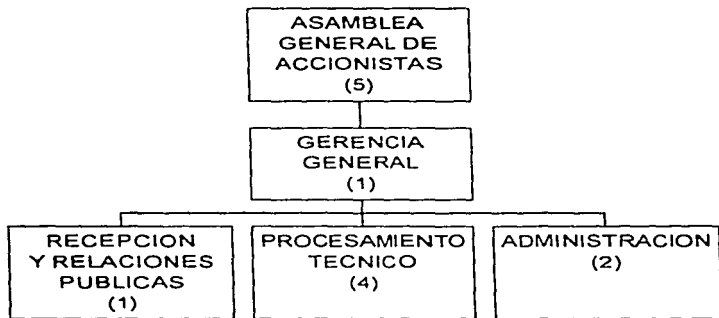 ASAMBLEA
GENERAL DE
ACCIONISTAS
(5)
GERENCIA
GENERAL
(1)
RECEPCION
Y RELACIONES
PUBLICAS
(1)
PROCESAMIENTO
TECNICO
(4)
ADMINISTRACION
(2)